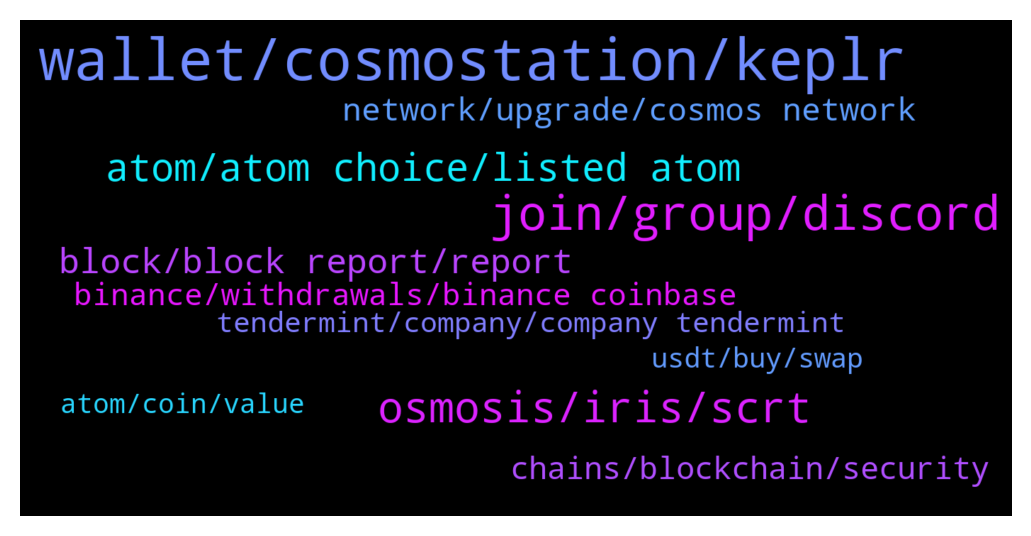 wallet/cosmostation/keplr
network/upgrade/cosmos network
atom/atom choice/listed atom
join/group/discord
block/block report/report
binance/withdrawals/binance coinbase
tendermint/company/company tendermint
usdt/buy/swap
atom/coin/value
osmosis/iris/scrt
chains/blockchain/security